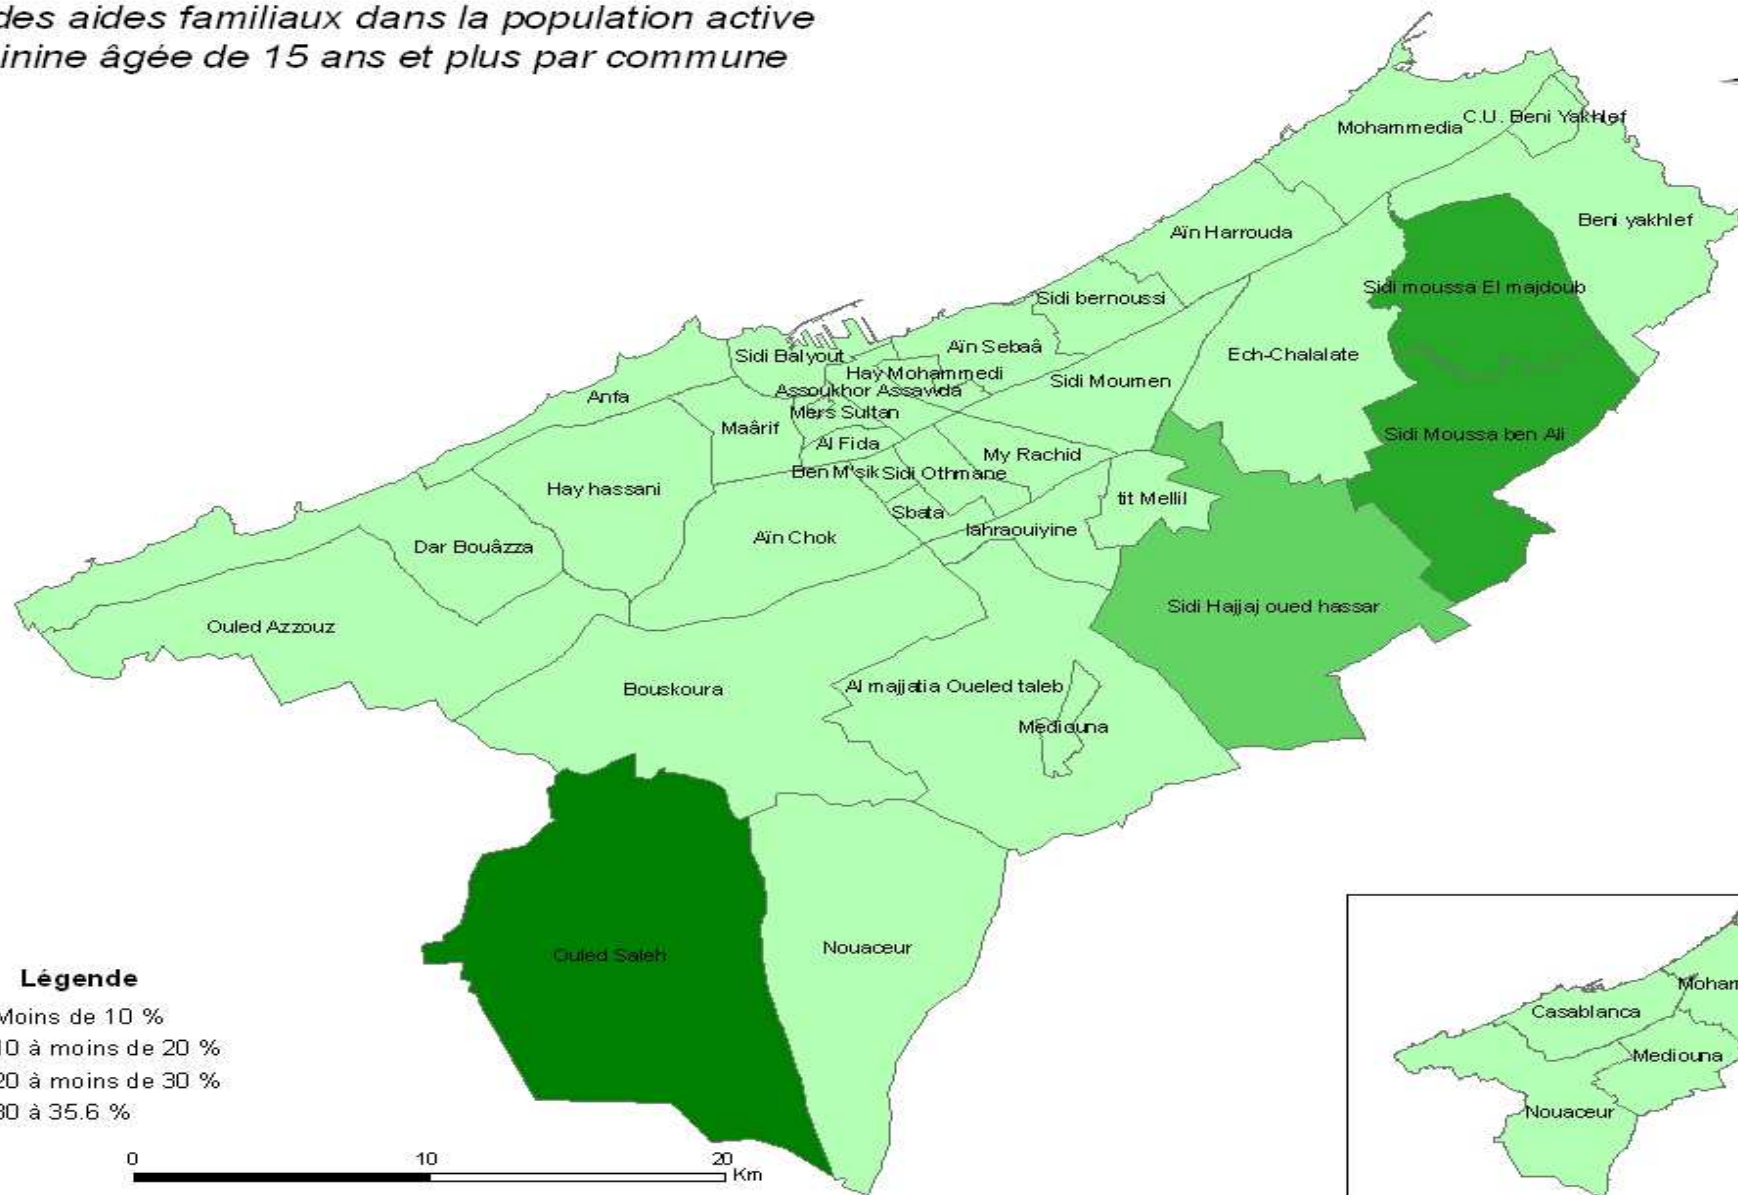 des aides familiaux dans la population active
inine âgée de 15 ans et plus par commune
Mohammedia
C.U. Beni Yakhlef
Beni yakhlef
Aïn Harrouda
Sidi moussa El majdoub
Sidi bernoussi
Aïn Sebaâ
Sidi Balyout
Ech-Chalalate
Hay Mohammedi
Sidi Moumen
Assoukhor Assawda
Anfa
Mers Sultan
Maârif
Al Fida
Sidi Moussa ben Ali
My Rachid
Ben M'sik
Sidi Othmane
Hay hassani
tit Mellil
Sbata
lahraouiyine
Aïn Chok
Dar Bouâzza
Sidi Hajjaj oued hassar
Ouled Azzouz
Bouskoura
Al majjatia Oueled taleb
Mediouna
Ouled Saleh
Nouaceur
Légende
Moins de 10 %
10 à moins de 20 %
20 à moins de 30 %
30 à 35.6 %
0 10 20 Km
Moham
Casablanca
Mediouna
Nouaceur